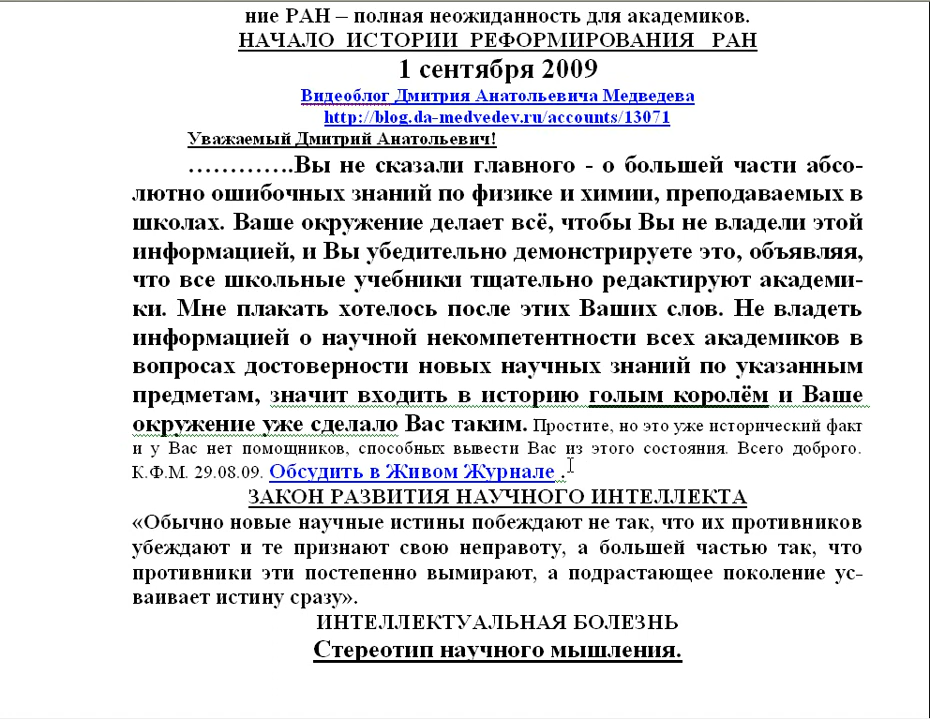 ние РАН – полная неожиданность для академиков.
НАЧАЛО ИСТОРИИ РЕФОРМИРОВАНИЯ РАН
1 сентября 2009
Видеоблог Дмитрия Анатольевича Медведева
http://blog.da-medvedev.ru/accounts/13071
Уважаемый Дмитрий Анатольевич!
………….Вы не сказали главного - о большей части абсо-
лютно ошибочных знаний по физике и химии, преподаваемых в
школах. Ваше окружение делает всё, чтобы Вы не владели этой
информацией, и Вы убедительно демонстрируете это, объявляя,
что все школьные учебники тщательно редактируют академи-
ки. Мне плакать хотелось после этих Ваших слов. Не владеть
информацией о научной некомпетентности всех академиков в
вопросах достоверности новых научных знаний по указанным
предметам, значит входить в историю голым королём и Ваше
окружение уже сделало Вас таким. Простите, но это уже исторический факт
и у Вас нет помощников, способных вывести Вас из этого состояния. Всего доброго.
К.Ф.М. 29.08.09. Обсудить в Живом Журнале .
ЗАКОН РАЗВИТИЯ НАУЧНОГО ИНТЕЛЛЕКТА
«Обычно новые научные истины побеждают не так, что их противников
убеждают и те признают свою неправоту, а большей частью так, что
противники эти постепенно вымирают, а подрастающее поколение ус-
ваивает истину сразу».
ИНТЕЛЛЕКТУАЛЬНАЯ БОЛЕЗНЬ
Стереотип научного мышления.